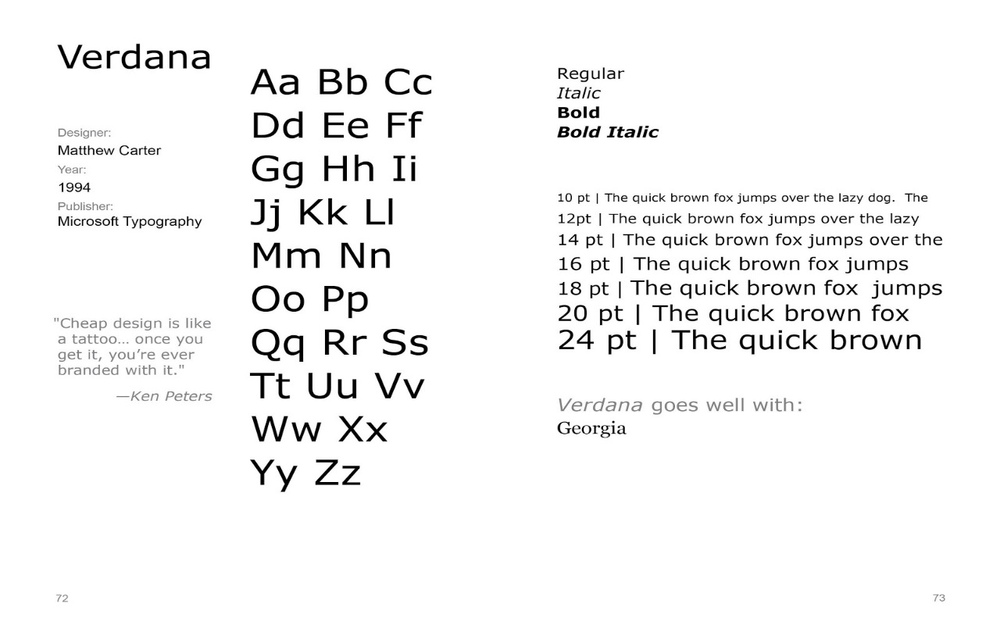 Verdana
Designer:
Matthew Carter
Year:
1994
Publisher:
Microsoft Typography
"Cheap design is like
a tattoo… once you
get it, you’re ever
branded with it."
—Ken Peters
Aa Bb Cc
Dd Ee Ff
Gg Hh Ii
Jj Kk Ll
Mm Nn
Oo Pp
Qq Rr Ss
Tt Uu Vv
Ww Xx
Yy Zz
72
Regular
Italic
Bold
Bold Italic
10 pt | The quick brown fox jumps over the lazy dog.  The
12pt | The quick brown fox jumps over the lazy
14 pt | The quick brown fox jumps over the
16 pt | The quick brown fox jumps
18 pt | The quick brown fox  jumps
20 pt | The quick brown fox
24 pt | The quick brown
Verdana goes well with:
Georgia
73